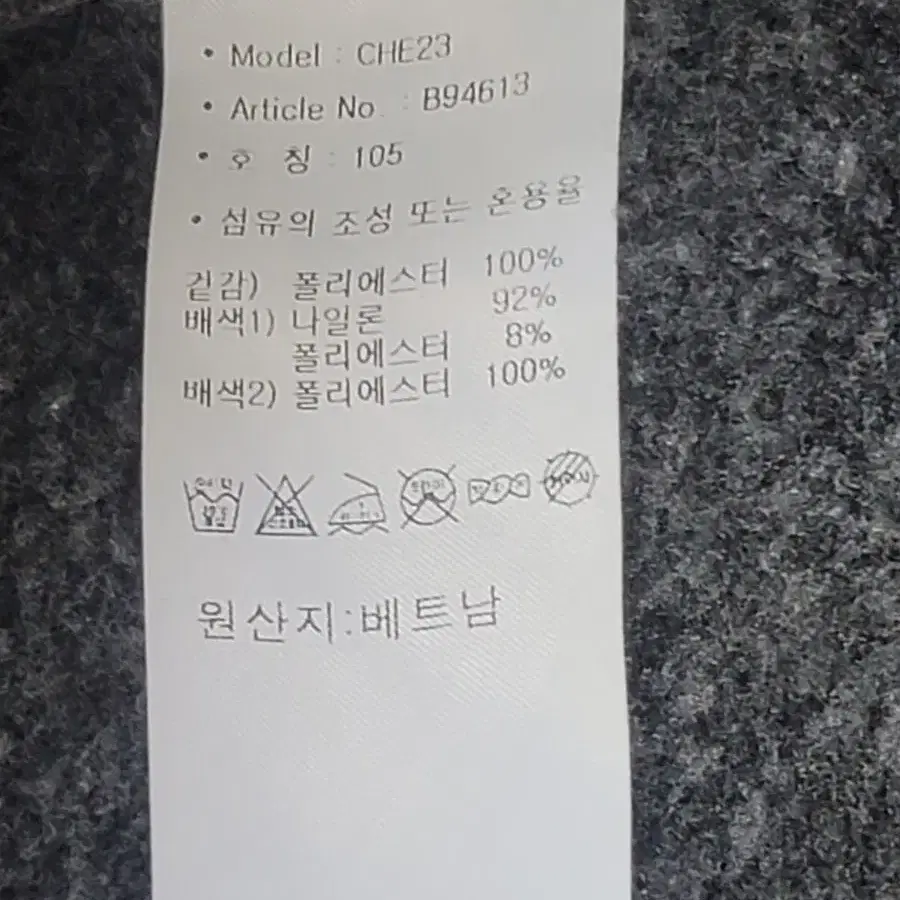 • Model : CHE23
• Article No. : B94613
• 호 칭 : 105
• 섬유의 조성 또는 혼용율
겉감) 폴리에스터 100%
배색1) 나일론 92%
폴리에스터 8%
배색2) 폴리에스터 100%
원산지:베트남